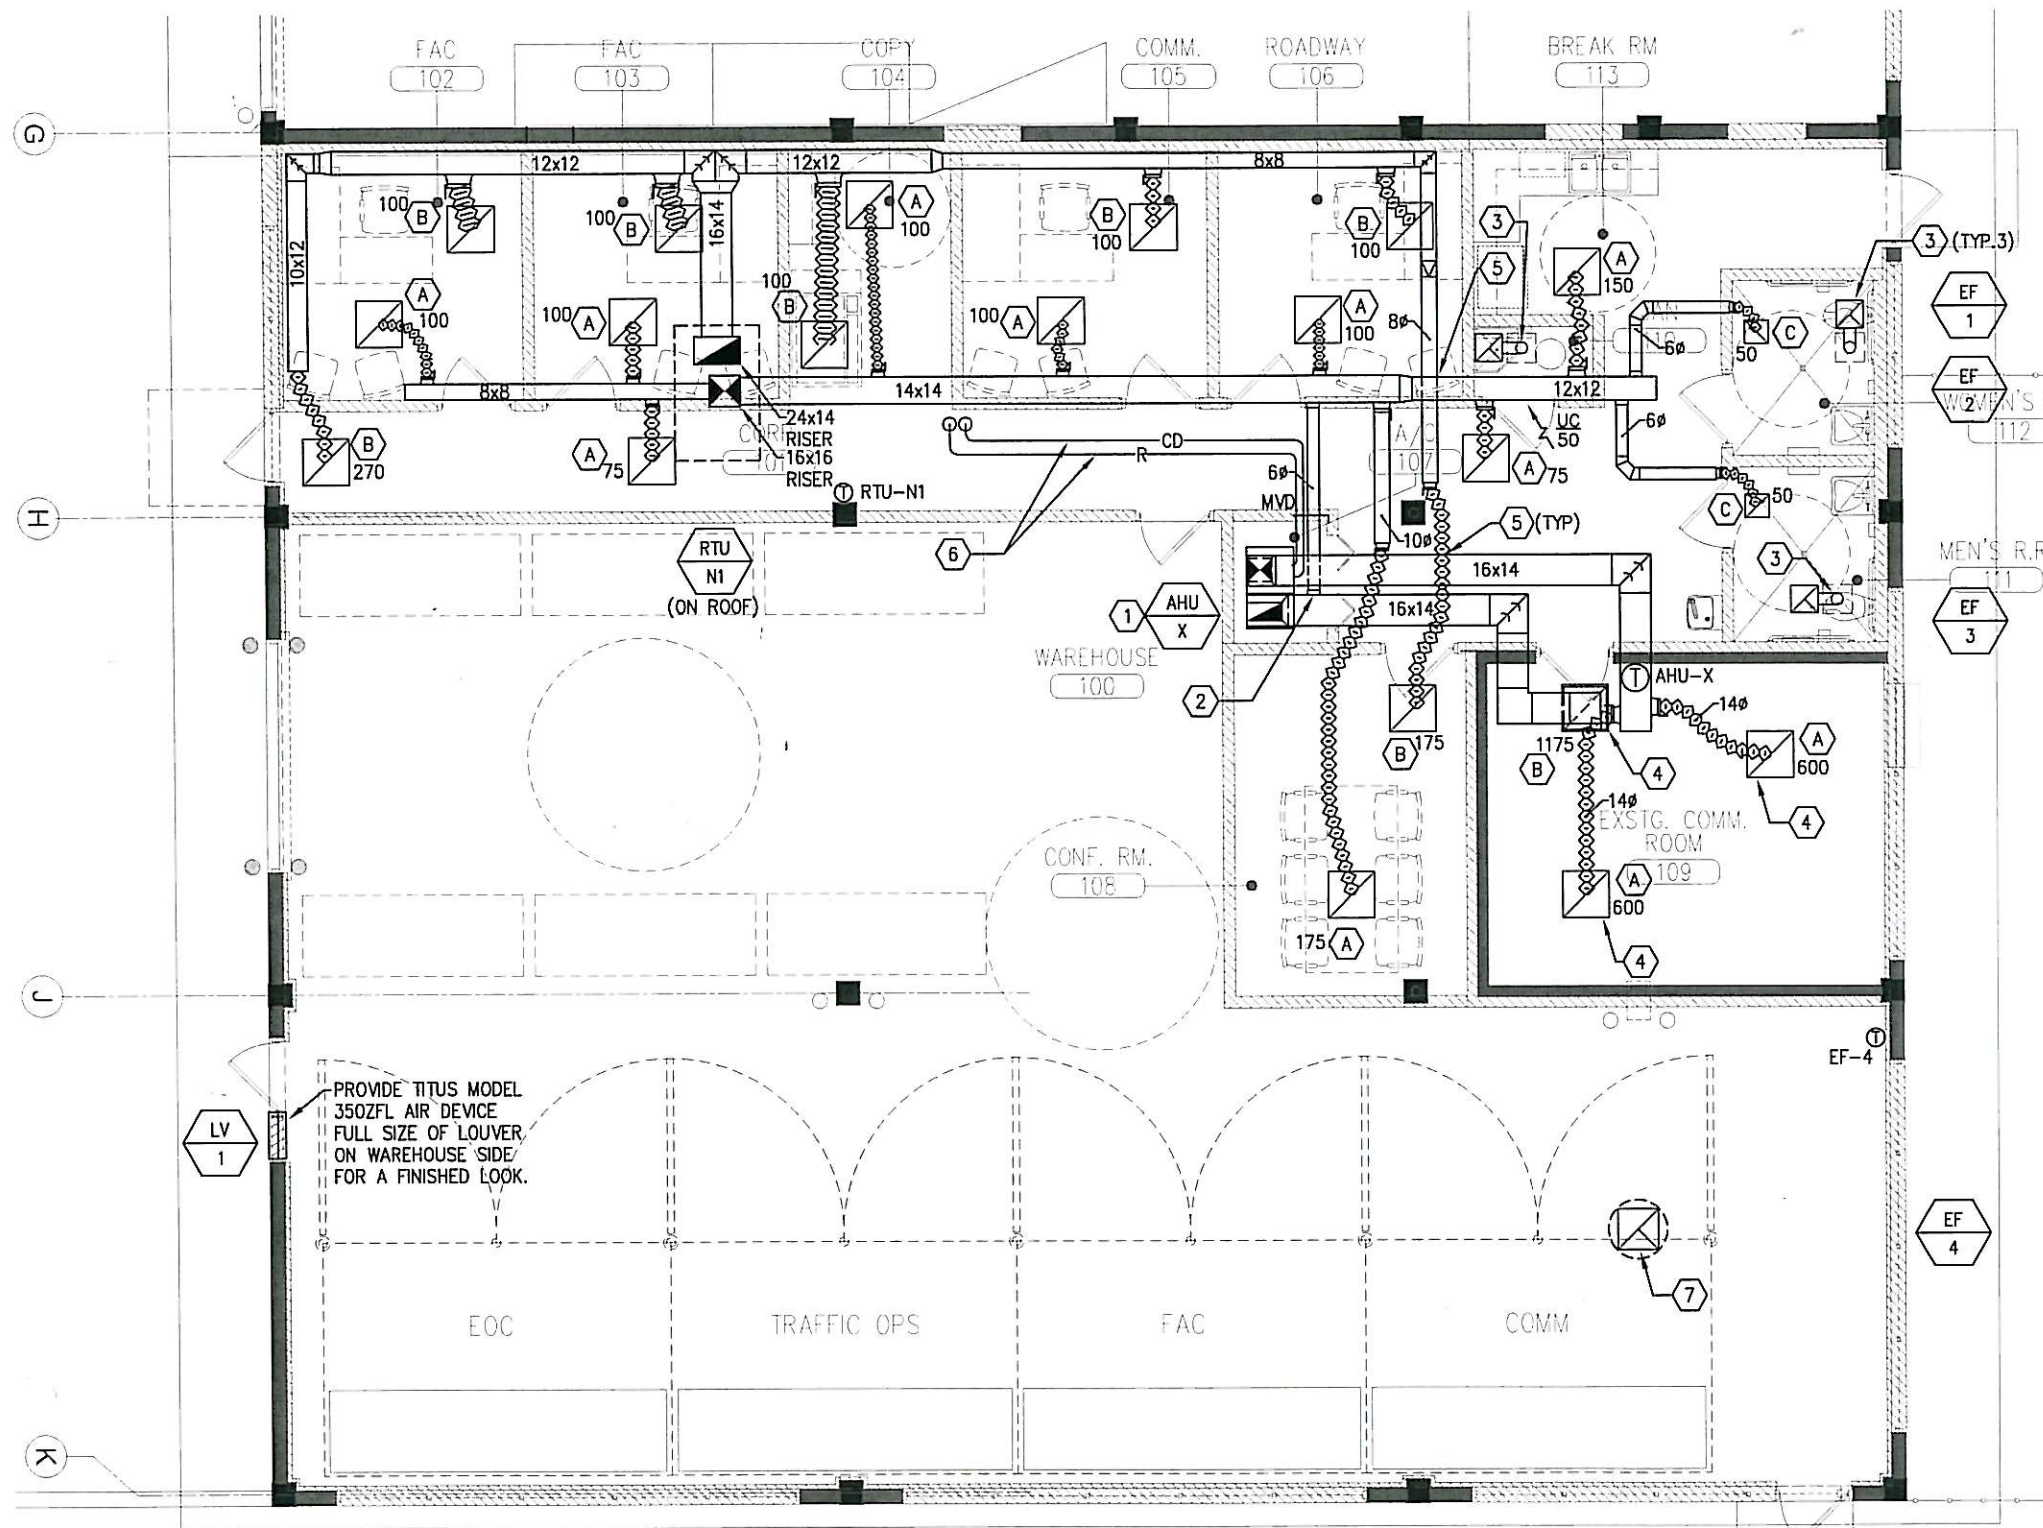 FAC
102
FAC
103
COPY
104
COMM.
105
ROADWAY
106
BREAK RM
113
G
12x12
12x12
8x8
100
B
100
B
16x14
A
100
B
100
B
100
3
A
150
3 (TYP.3)
EF
1
10x12
A
100
100
A
100
B
100
A
A
100
8ø
5
6ø
50
C
EF
2
WOMEN'S
112
8x8
14x14
12x12
24x14
RISER
16x16
RISER
UC
50
B
270
A
75
CD
R
A/C
107
6ø
A
75
6ø
C
50
T
RTU-N1
MVD
H
RTU
N1
(ON ROOF)
6
10ø
5
(TYP)
16x14
3
MEN'S R.R
111
EF
3
1
AHU
X
16x14
WAREHOUSE
100
2
T
AHU-X
14ø
B
175
1175
B
4
A
600
4
14ø
EXSTG. COMM.
ROOM
109
CONF. RM.
108
A
600
175
A
4
J
T
EF-4
PROVIDE TITUS MODEL
350ZFL AIR DEVICE
FULL SIZE OF LOUVER
ON WAREHOUSE SIDE
FOR A FINISHED LOOK.
LV
1
EF
4
7
EOC
TRAFFIC OPS
FAC
COMM
K